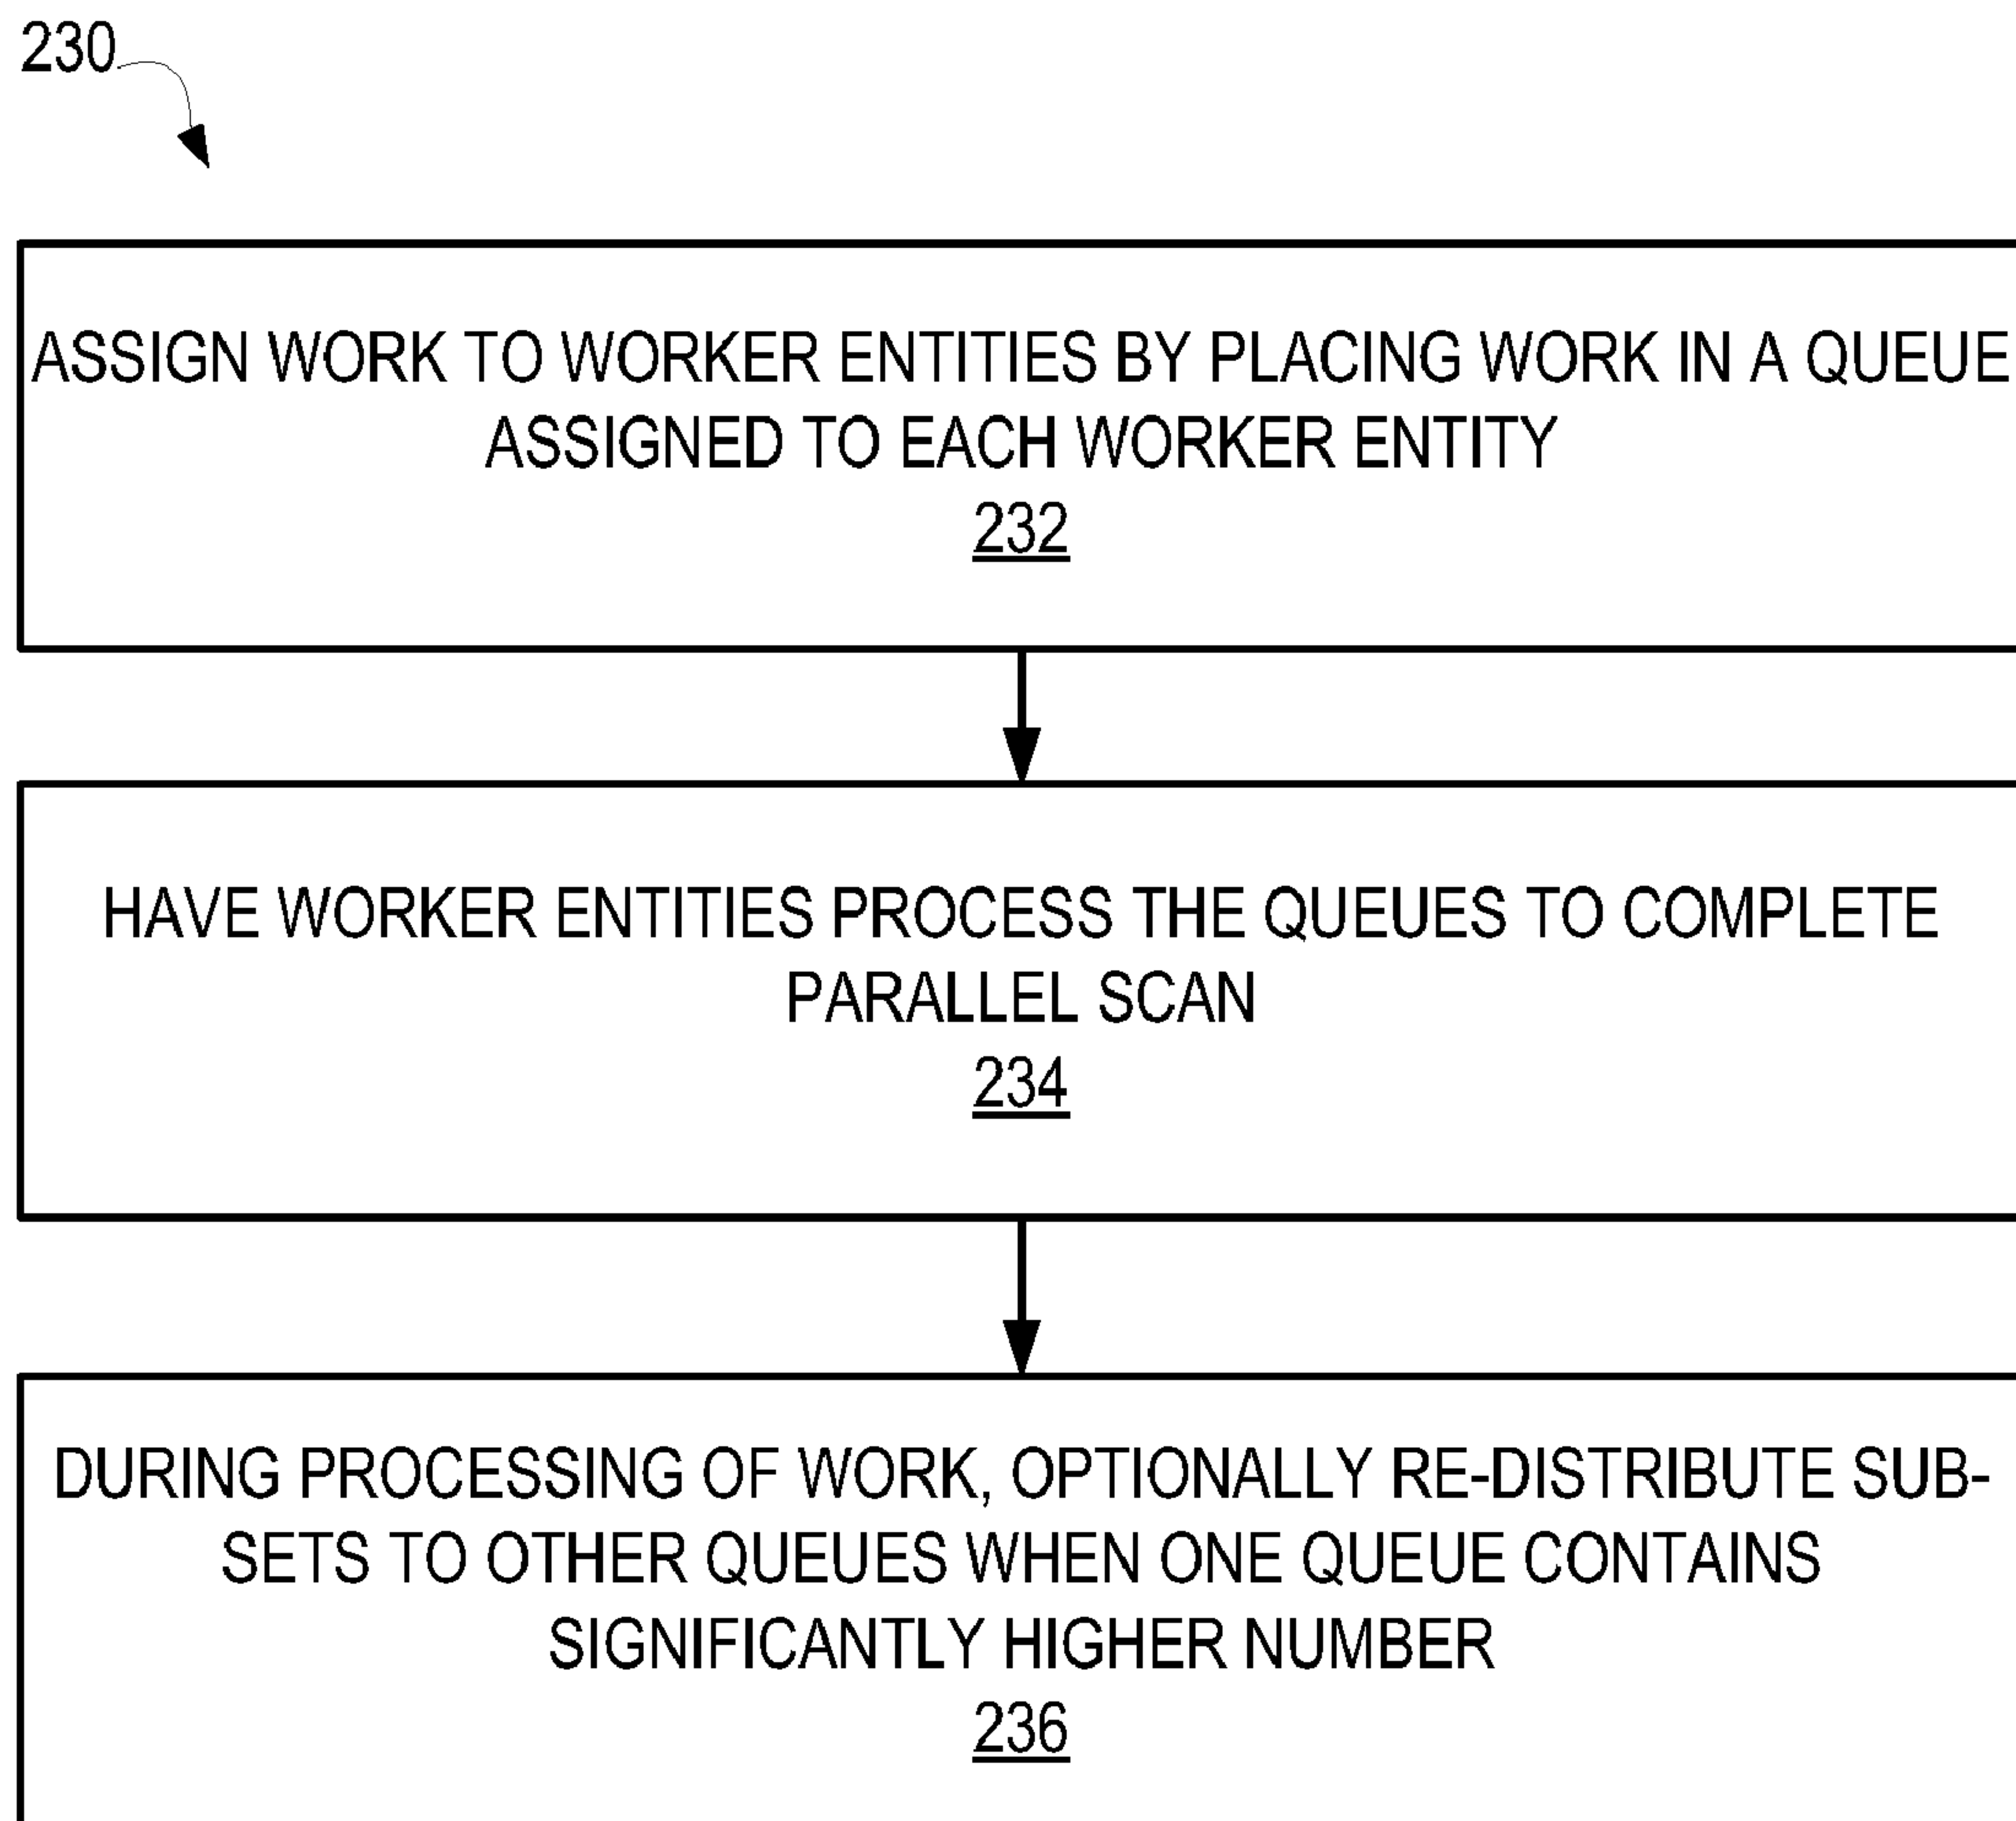 230
ASSIGN WORK TO WORKER ENTITIES BY PLACING WORK IN A QUEUE
ASSIGNED TO EACH WORKER ENTITY
232
HAVE WORKER ENTITIES PROCESS THE QUEUES TO COMPLETE
PARALLEL SCAN
234
DURING PROCESSING OF WORK, OPTIONALLY RE-DISTRIBUTE SUB-
SETS TO OTHER QUEUES WHEN ONE QUEUE CONTAINS
SIGNIFICANTLY HIGHER NUMBER
236